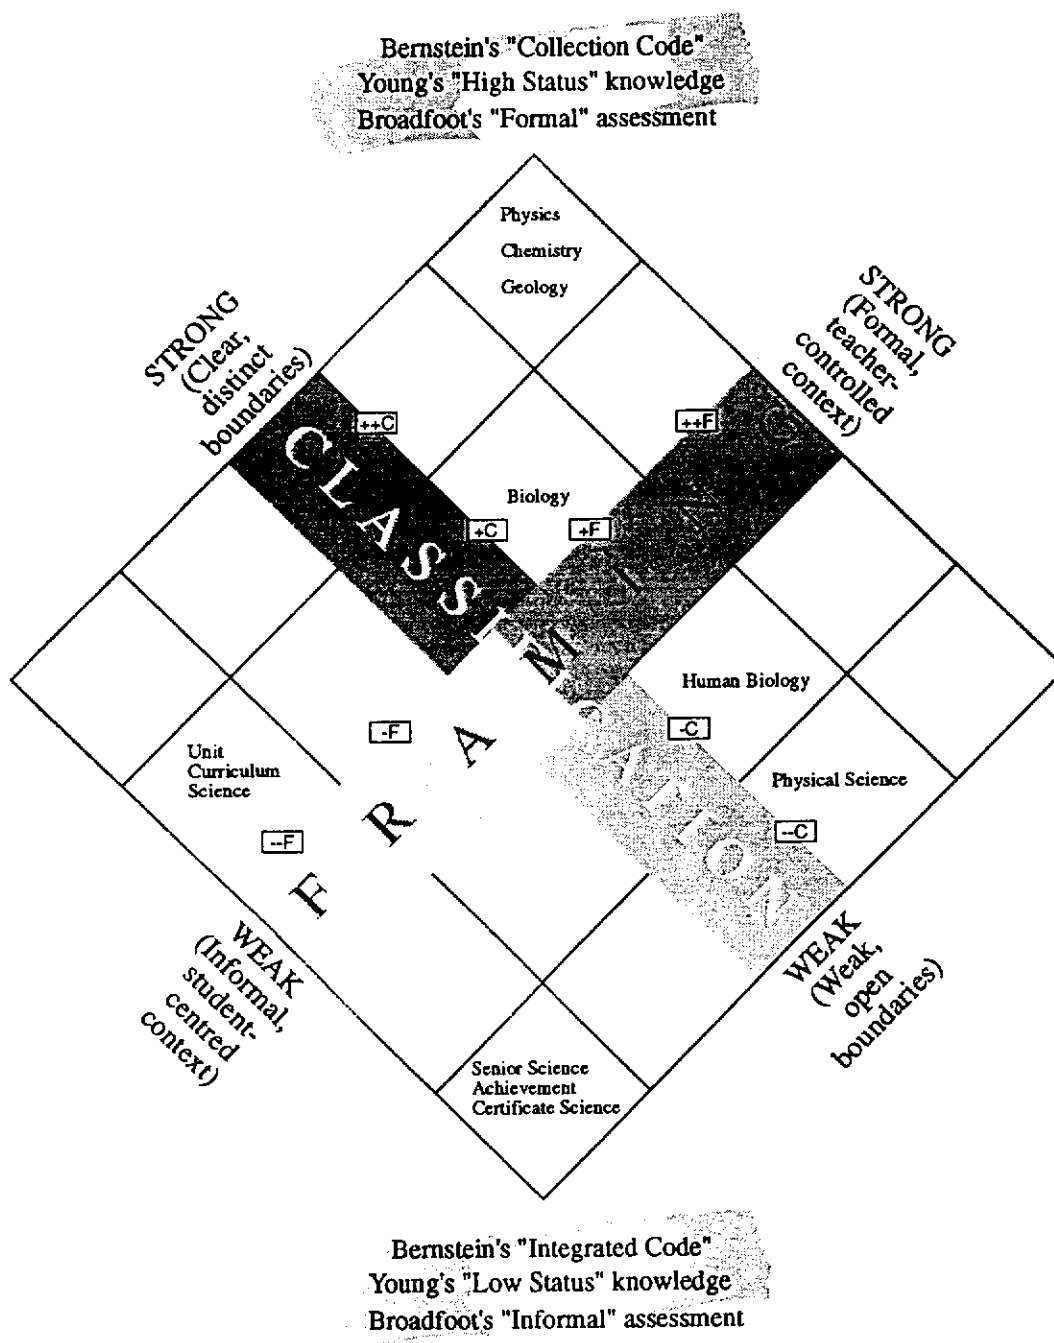 Bernstein's "Collection Code"
Young's "High Status" knowledge
Broadfoot's "Formal" assessment
Physics
Chemistry
Geology
STRONG
(Clear,
distinct
boundaries)
STRONG
(Formal,
teacher-
controlled
context)
++C
++F
Biology
+C
+F
CLASSIFICATION
FRAMING
Human Biology
-F
-C
Unit
Curriculum
Science
Physical Science
--F
--C
WEAK
(Informal,
student-
centred
context)
WEAK
(Weak,
open
boundaries)
Senior Science
Achievement
Certificate Science
Bernstein's "Integrated Code"
Young's "Low Status" knowledge
Broadfoot's "Informal" assessment